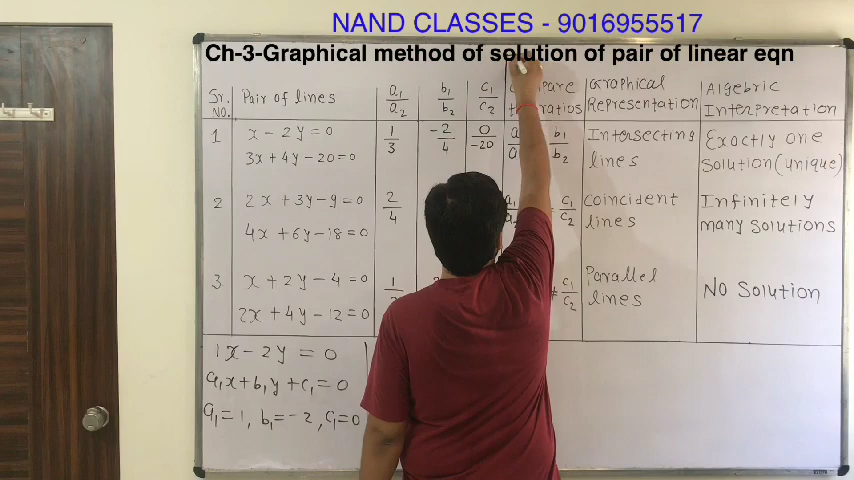 NAND CLASSES - 9016955517
Ch-3-Graphical method of solution of pair of linear eqn
Sr. NO. Pair of lines a₁/a₂ b₁/b₂ c₁/c₂ Graphical Representation Algebric Interpretation
1 x - 2y = 0 1/3 -2/4 0/-20 b₁/b₂ Intersecting Exactly one
3x + 4y - 20 = 0 lines solution (unique)
2 2x + 3y - 9 = 0 2/4 a₁/a₂ = c₁/c₂ coincident Infinitely
4x + 6y - 18 = 0 lines many solutions
3 x + 2y - 4 = 0 ≠ c₁/c₂ Parallel NO Solution
2x + 4y - 12 = 0 lines
1x - 2y = 0
a₁x + b₁y + c₁ = 0
a₁ = 1, b₁ = -2, c₁ = 0